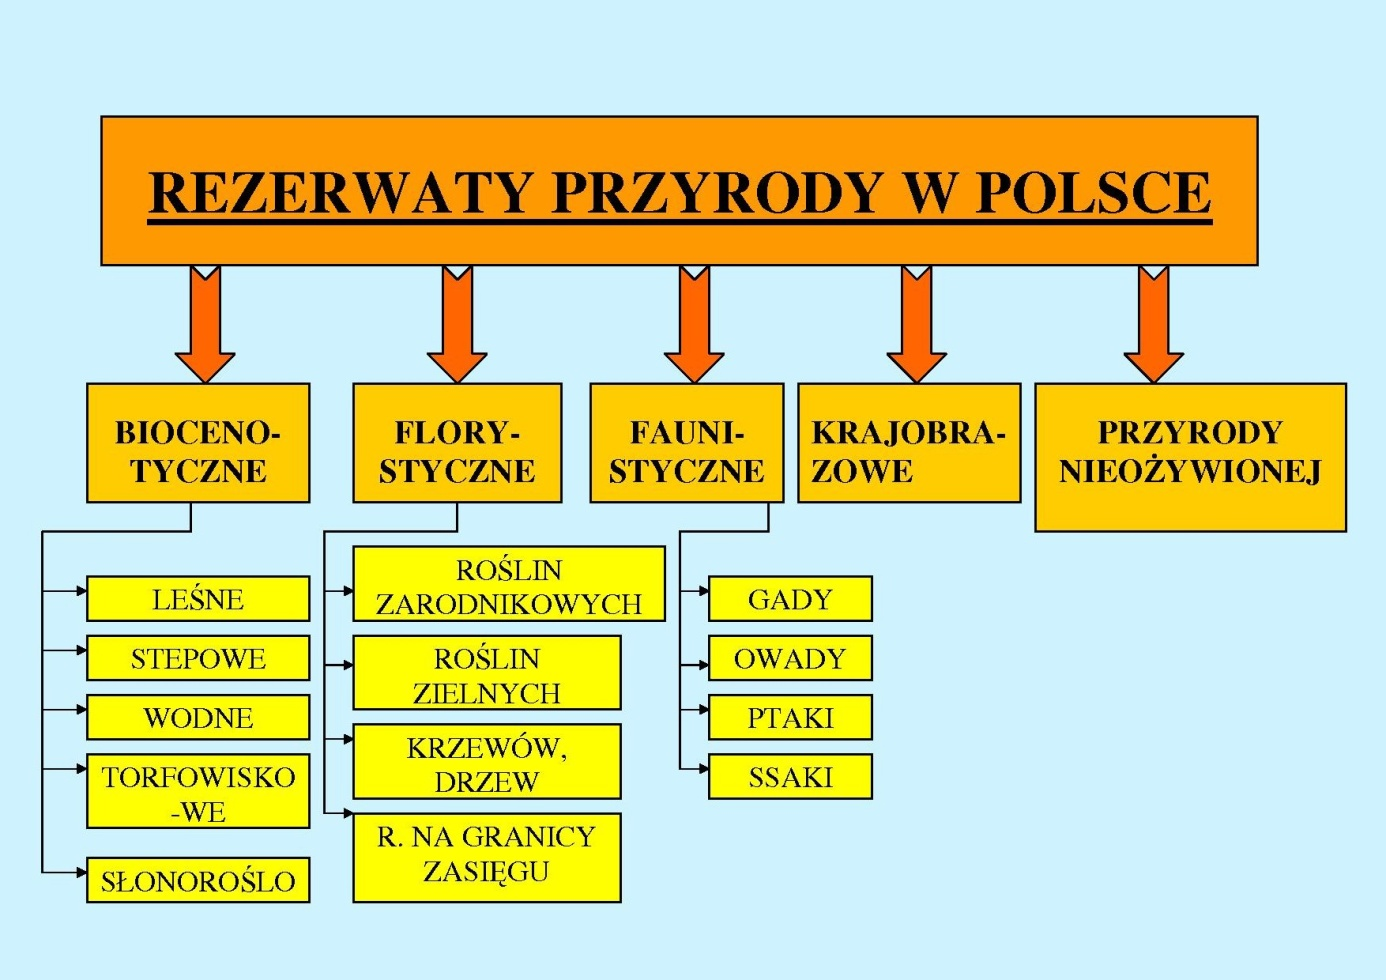 REZERWATY PRZYRODY W POLSCE
BIOCENO-
TYCZNE
FLORY-
STYCZNE
FAUNI-
STYCZNE
KRAJOBRA-
ZOWE
PRZYRODY
NIEOŻYWIONEJ
LEŚNE
STEPOWE
WODNE
TORFOWISKO
-WE
SŁONOROŚLO
ROŚLIN
ZARODNIKOWYCH
ROŚLIN
ZIELNYCH
KRZEWÓW,
DRZEW
R. NA GRANICY
ZASIĘGU
GADY
OWADY
PTAKI
SSAKI